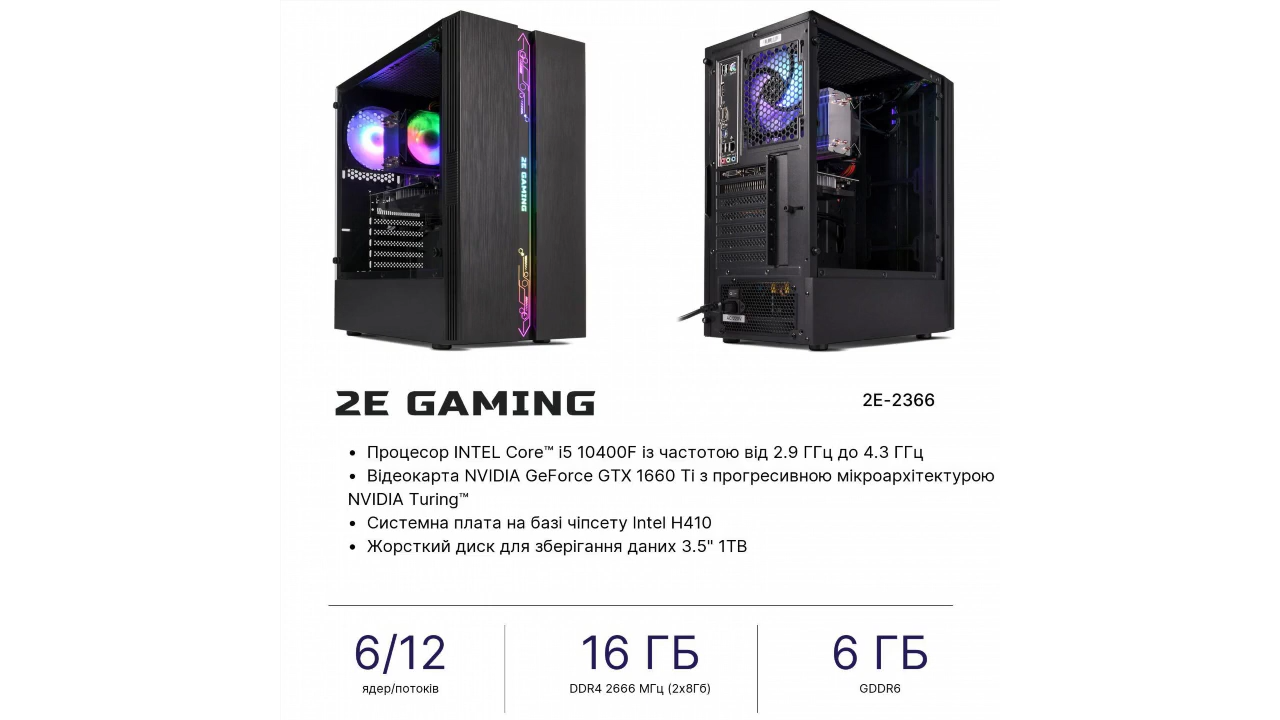 2E GAMING
2E GAMING
2E-2366
• Процесор INTEL Core™ i5 10400F із частотою від 2.9 ГГц до 4.3 ГГц
• Відеокарта NVIDIA GeForce GTX 1660 Ti з прогресивною мікроархітектурою
NVIDIA Turing™
• Системна плата на базі чіпсету Intel H410
• Жорсткий диск для зберігання даних 3.5" 1TB
6/12
ядер/потоків
16 ГБ
DDR4 2666 МГц (2х8Гб)
6 ГБ
GDDR6